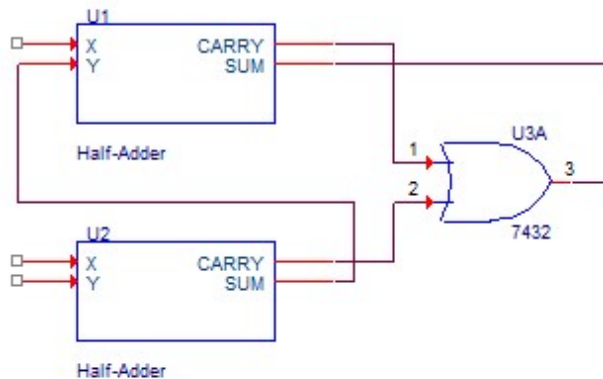 U1
X CARRY
Y SUM
Half-Adder
U3A
1
2
3
7432
U2
X CARRY
Y SUM
Half-Adder